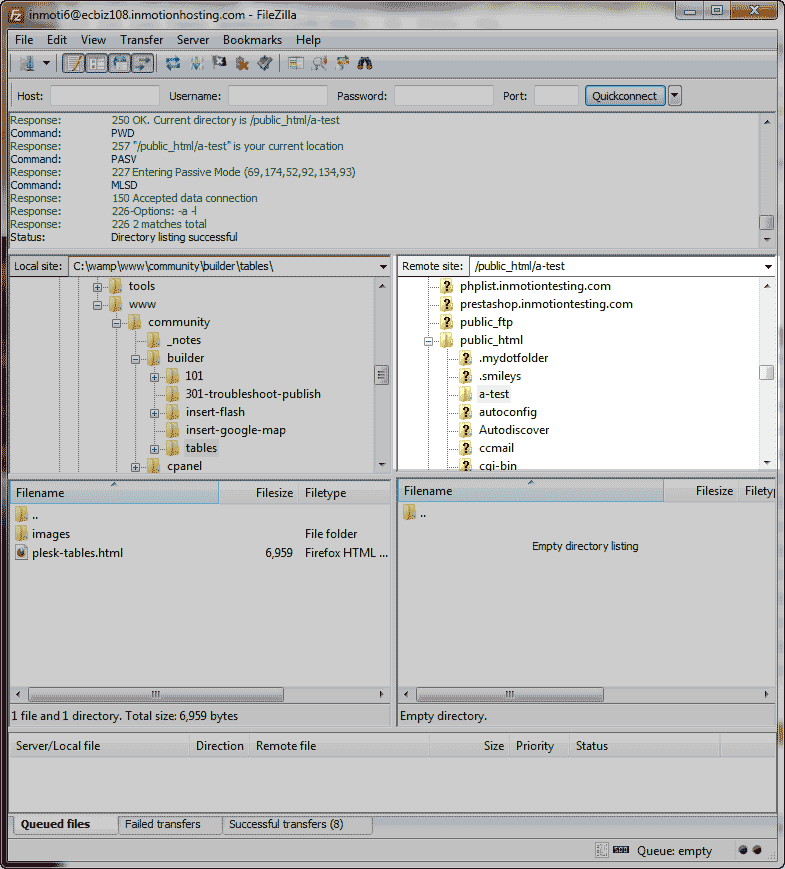 inmoti6@ecbiz108.inmotionhosting.com - FileZilla
File Edit View Transfer Server Bookmarks Help
Host: Username: Password: Port: Quickconnect
Response: 250 OK. Current directory is /public_html/a-test
Command: PWD
Response: 257 "/public_html/a-test" is your current location
Command: PASV
Response: 227 Entering Passive Mode (69,174,52,92,134,93)
Command: MLSD
Response: 150 Accepted data connection
Response: 226-Options: -a -l
Response: 226 2 matches total
Status: Directory listing successful
Local site: C:\wamp\www\community\builder\tables\
tools
www
community
_notes
builder
101
301-troubleshoot-publish
insert-flash
insert-google-map
tables
cpanel
Remote site: /public_html/a-test
phplist.inmotiontesting.com
prestashop.inmotiontesting.com
public_ftp
public_html
.mydotfolder
.smileys
a-test
autoconfig
Autodiscover
ccmail
cgi-bin
Filename Filesize Filetype
..
images File folder
plesk-tables.html 6,959 Firefox HTML ...
1 file and 1 directory. Total size: 6,959 bytes
Filename Filesize Filetyp
..
Empty directory listing
Empty directory.
Server/Local file Direction Remote file Size Priority Status
Queued files Failed transfers Successful transfers (8)
Queue: empty